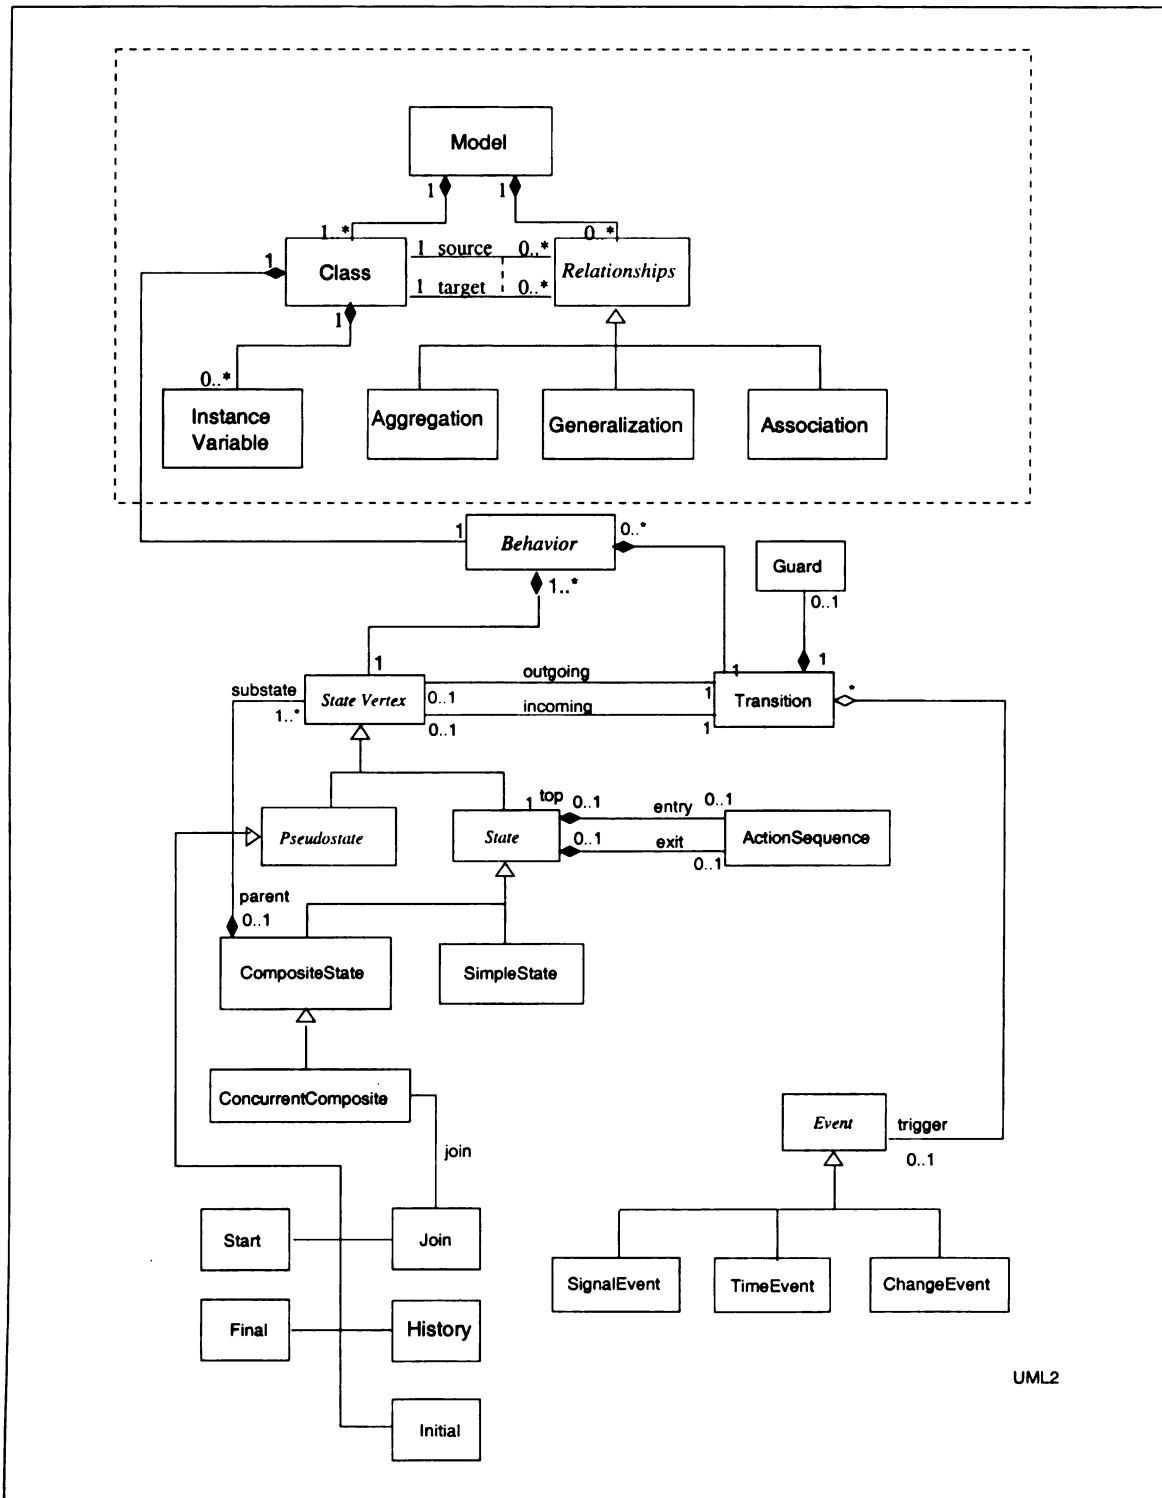 Model
1
1
1..*
0..*
1
Class
1 source 0..*
1 target 0..*
Relationships
1
0..*
Instance
Variable
Aggregation
Generalization
Association
1
Behavior
0..*
1..*
Guard
0..1
1
1
substate
1..*
State Vertex
0..1
outgoing
1
1
Transition
*
incoming
0..1
1
Pseudostate
1
top
State
0..1
entry
0..1
0..1
exit
0..1
ActionSequence
parent
0..1
CompositeState
SimpleState
ConcurrentComposite
join
Event
trigger
0..1
Start
Join
SignalEvent
TimeEvent
ChangeEvent
Final
History
Initial
UML2